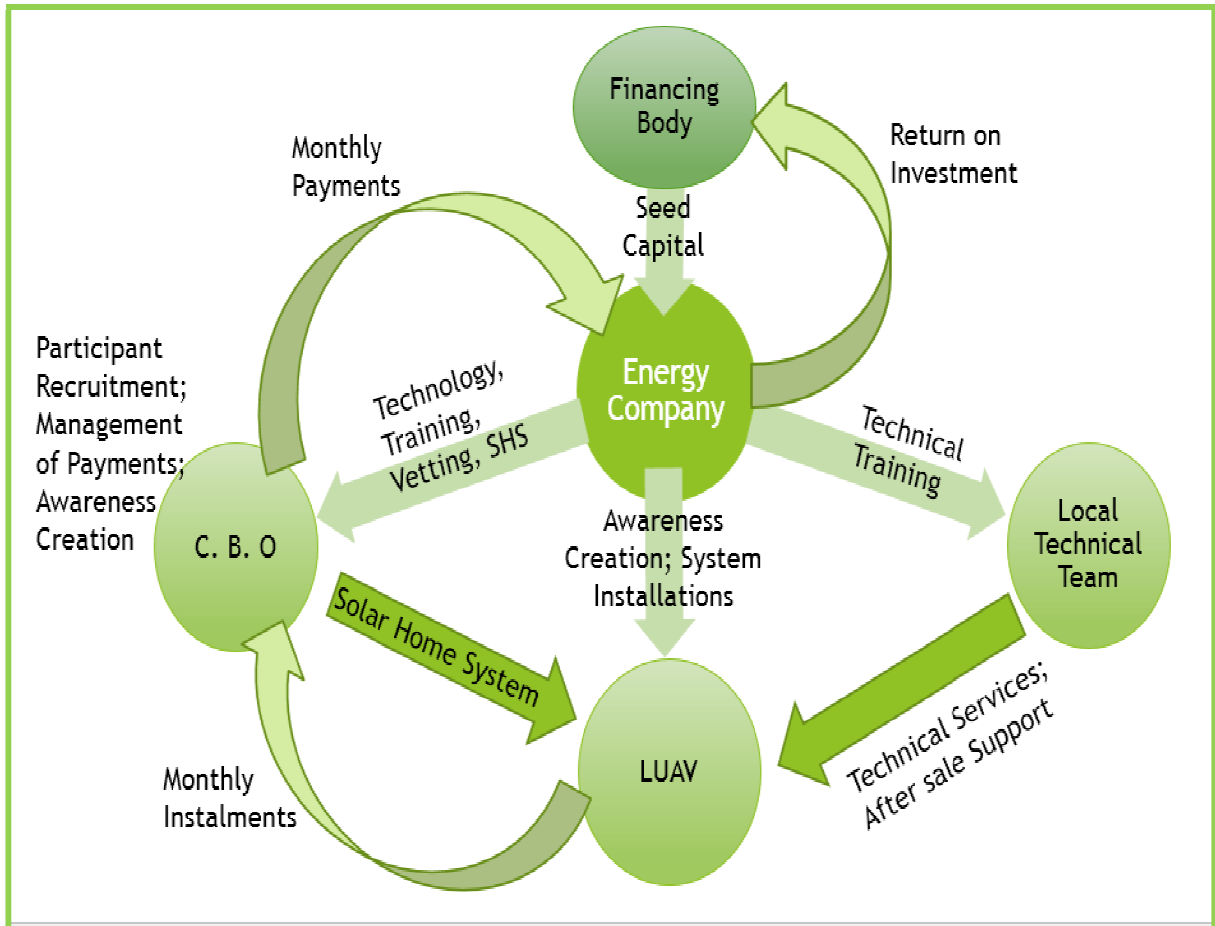 Financing
Body
Return on
Investment
Monthly
Payments
Seed
Capital
Participant
Recruitment;
Management
of Payments;
Awareness
Creation
Technology,
Training,
Vetting, SHS
Energy
Company
Technical
Training
C. B. O
Awareness
Creation; System
Installations
Local
Technical
Team
Solar Home System
Monthly
Instalments
LUAV
Technical Services;
After sale Support